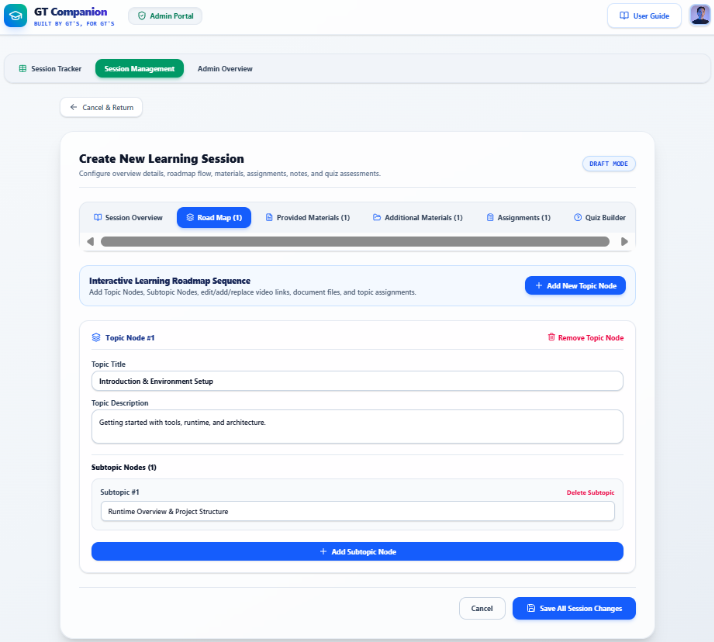 GT Companion
BUILT BY GT'S, FOR GT'S
Admin Portal
User Guide
Session Tracker
Session Management
Admin Overview
Cancel & Return
Create New Learning Session
Configure overview details, roadmap flow, materials, assignments, notes, and quiz assessments.
DRAFT MODE
Session Overview
Road Map (1)
Provided Materials (1)
Additional Materials (1)
Assignments (1)
Quiz Builder
Interactive Learning Roadmap Sequence
Add Topic Nodes, Subtopic Nodes, edit/add/replace video links, document files, and topic assignments.
Add New Topic Node
Topic Node #1
Remove Topic Node
Topic Title
Introduction & Environment Setup
Topic Description
Getting started with tools, runtime, and architecture.
Subtopic Nodes (1)
Subtopic #1
Delete Subtopic
Runtime Overview & Project Structure
Add Subtopic Node
Cancel
Save All Session Changes